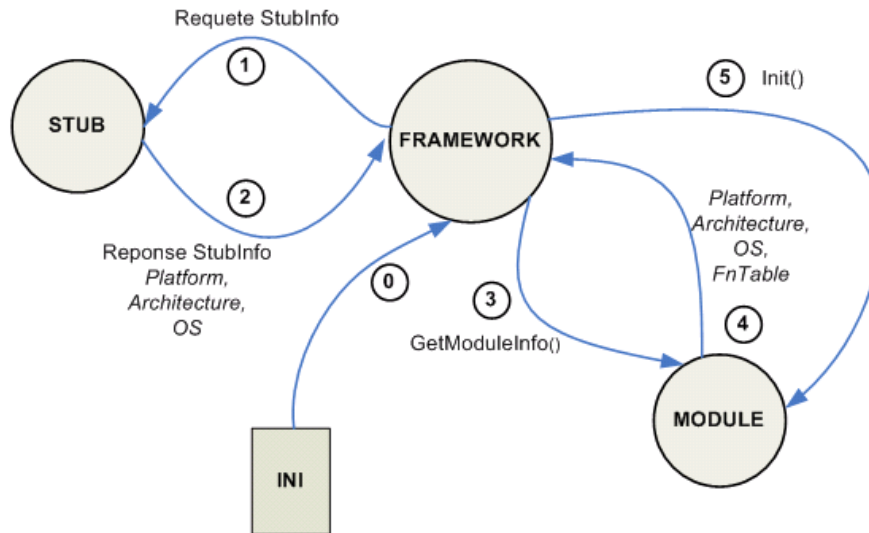 Requete StubInfo
1
5 Init()
STUB
FRAMEWORK
2
Reponse StubInfo
Platform,
Architecture,
OS
0
3
GetModuleInfo()
Platform,
Architecture,
OS,
FnTable
4
MODULE
INI